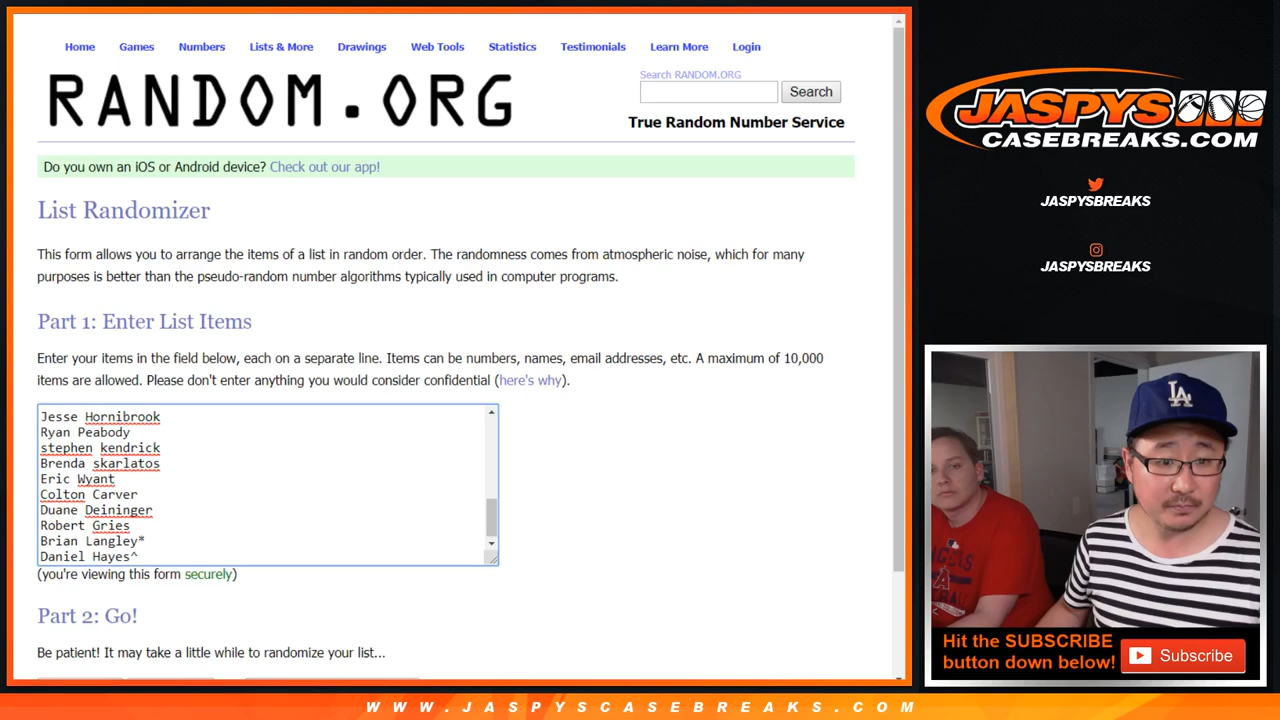 Home Games Numbers Lists & More Drawings Web Tools Statistics Testimonials Learn More Login
RANDOM.ORG
Search RANDOM.ORG
Search
True Random Number Service
Do you own an iOS or Android device? Check out our app!
List Randomizer
This form allows you to arrange the items of a list in random order. The randomness comes from atmospheric noise, which for many
purposes is better than the pseudo-random number algorithms typically used in computer programs.
Part 1: Enter List Items
Enter your items in the field below, each on a separate line. Items can be numbers, names, email addresses, etc. A maximum of 10,000
items are allowed. Please don't enter anything you would consider confidential (here's why).
Jesse Hornibrook
Ryan Peabody
stephen kendrick
Brenda skarlatos
Eric Wyant
Colton Carver
Duane Deininger
Robert Gries
Brian Langley*
Daniel Hayes^
(you're viewing this form securely)
Part 2: Go!
Be patient! It may take a little while to randomize your list...
JASPYS
CASEBREAKS.COM
JASPYSBREAKS
JASPYSBREAKS
LA
Hit the SUBSCRIBE
button down below!
Subscribe
WWW.JASPYSCASEBREAKS.COM